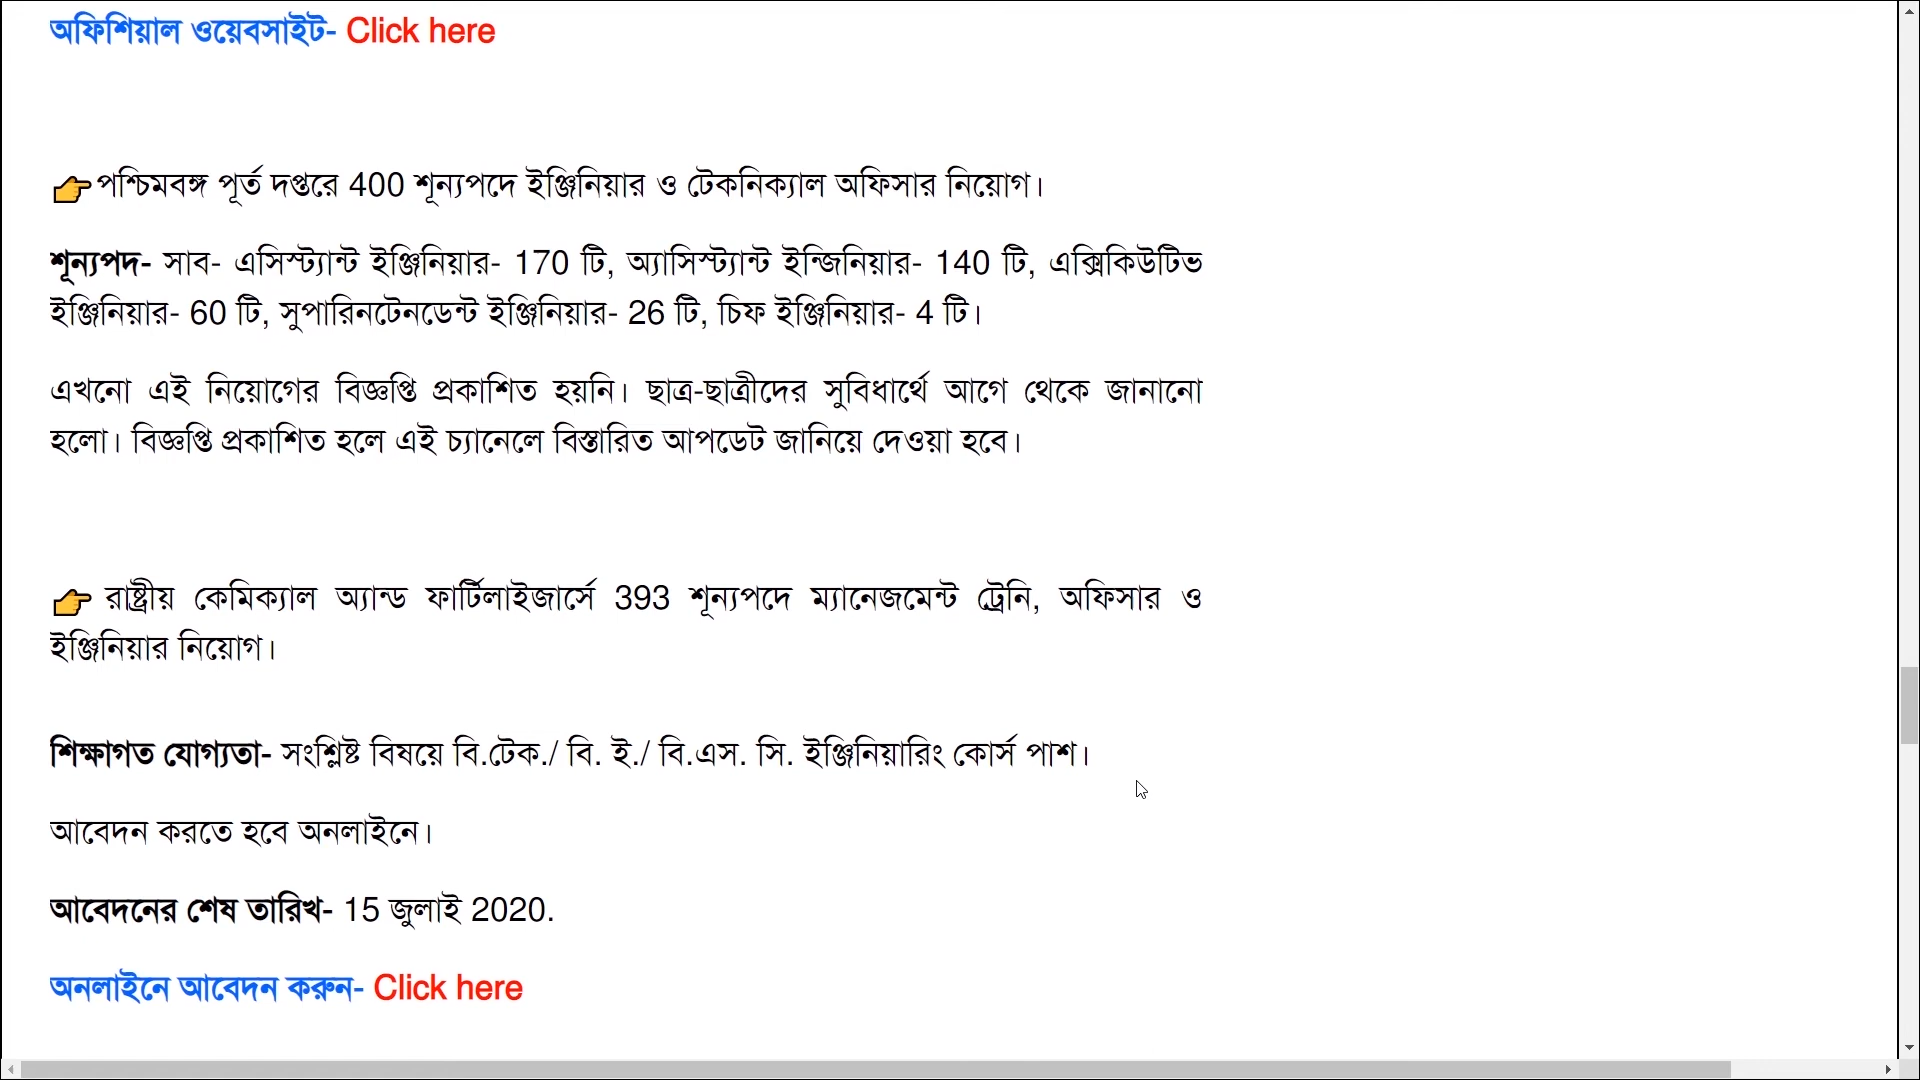 অফিশিয়াল ওয়েবসাইট- Click here
👉পশ্চিমবঙ্গ পূর্ত দপ্তরে 400 শূন্যপদে ইঞ্জিনিয়ার ও টেকনিক্যাল অফিসার নিয়োগ।
শূন্যপদ- সাব- এসিস্ট্যান্ট ইঞ্জিনিয়ার- 170 টি, অ্যাসিস্ট্যান্ট ইন্জিনিয়ার- 140 টি, এক্সিকিউটিভ
ইঞ্জিনিয়ার- 60 টি, সুপারিনটেনডেন্ট ইঞ্জিনিয়ার- 26 টি, চিফ ইঞ্জিনিয়ার- 4 টি।
এখনো এই নিয়োগের বিজ্ঞপ্তি প্রকাশিত হয়নি। ছাত্র-ছাত্রীদের সুবিধার্থে আগে থেকে জানানো
হলো। বিজ্ঞপ্তি প্রকাশিত হলে এই চ্যানেলে বিস্তারিত আপডেট জানিয়ে দেওয়া হবে।
👉 রাষ্ট্রীয় কেমিক্যাল অ্যান্ড ফার্টিলাইজার্সে 393 শূন্যপদে ম্যানেজমেন্ট ট্রেনি, অফিসার ও
ইঞ্জিনিয়ার নিয়োগ।
শিক্ষাগত যোগ্যতা- সংশ্লিষ্ট বিষয়ে বি.টেক./ বি. ই./ বি.এস. সি. ইঞ্জিনিয়ারিং কোর্স পাশ।
আবেদন করতে হবে অনলাইনে।
আবেদনের শেষ তারিখ- 15 জুলাই 2020.
অনলাইনে আবেদন করুন- Click here